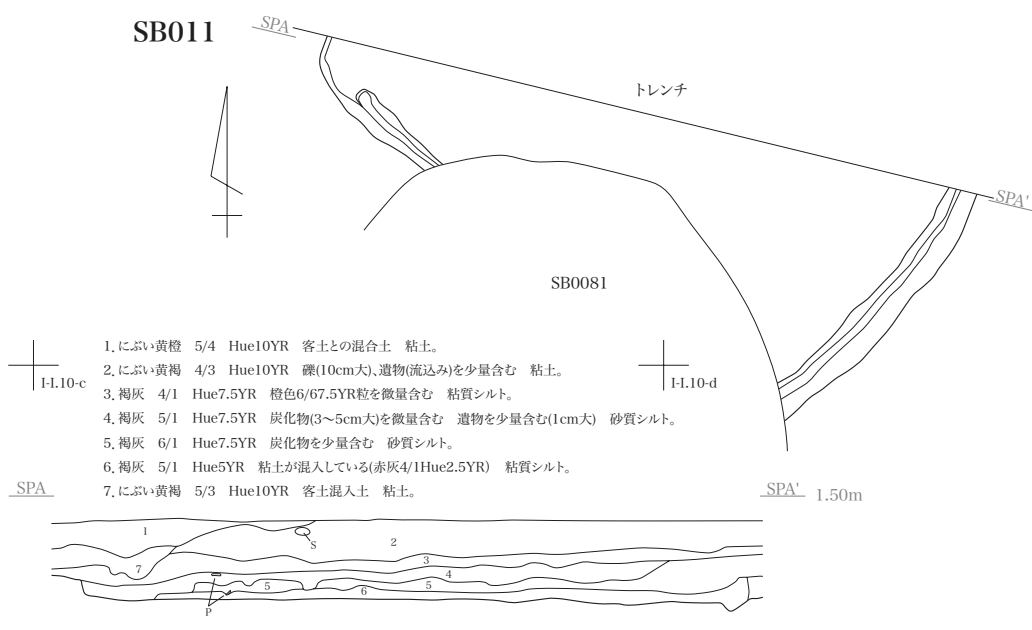 SB011
SPA
トレンチ
SPA'
SB0081
1. にぶい黄橙　5/4　Hue10YR　客土との混合土　粘土。
2. にぶい黄褐　4/3　Hue10YR　礫(10cm大)、遺物(流込み)を少量含む　粘土。
3. 褐灰　4/1　Hue7.5YR　橙色6/67.5YR粒を微量含む　粘質シルト。
4. 褐灰　5/1　Hue7.5YR　炭化物(3～5cm大)を微量含む　遺物を少量含む(1cm大)　砂質シルト。
5. 褐灰　6/1　Hue7.5YR　炭化物を少量含む　砂質シルト。
6. 褐灰　5/1　Hue5YR　粘土が混入している(赤灰4/1Hue2.5YR)　粘質シルト。
7. にぶい黄褐　5/3　Hue10YR　客土混入土　粘土。
I-I.10-c
I-I.10-d
SPA
SPA'　1.50m
1
2
S
3
7
4
5
5
6
P